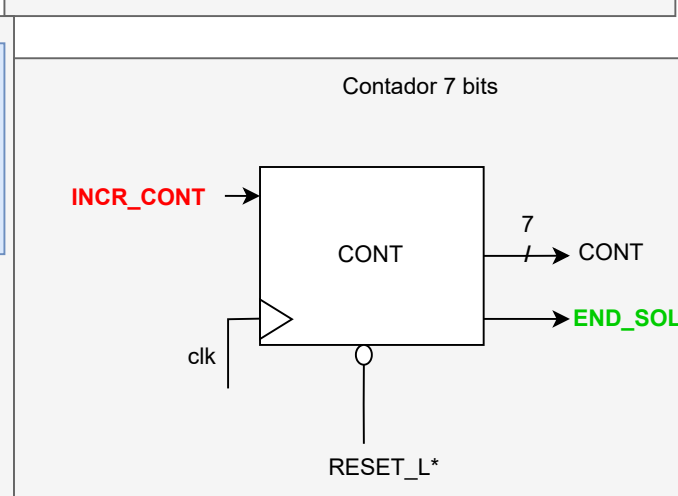 Contador 7 bits
INCR_CONT
7
CONT
CONT
END_SOL
clk
RESET_L*